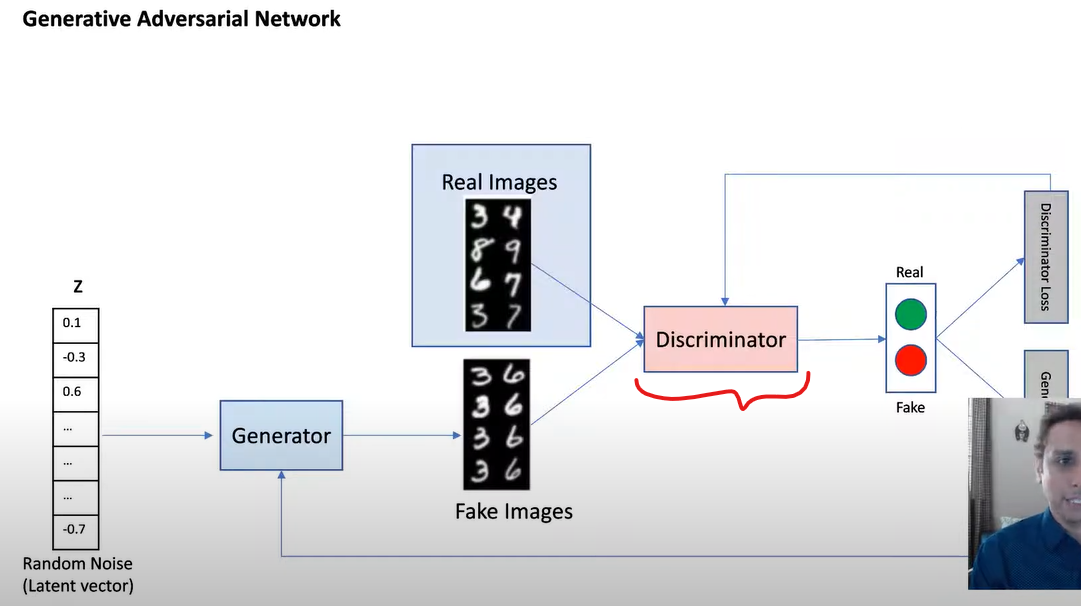 Generative Adversarial Network
Real Images
3 4
8 9
6 7
3 7
Discriminator Loss
Z
0.1
-0.3
0.6
...
...
...
-0.7
Random Noise
(Latent vector)
Generator
3 6
3 6
3 6
3 6
Fake Images
Discriminator
Real
Fake
Gen